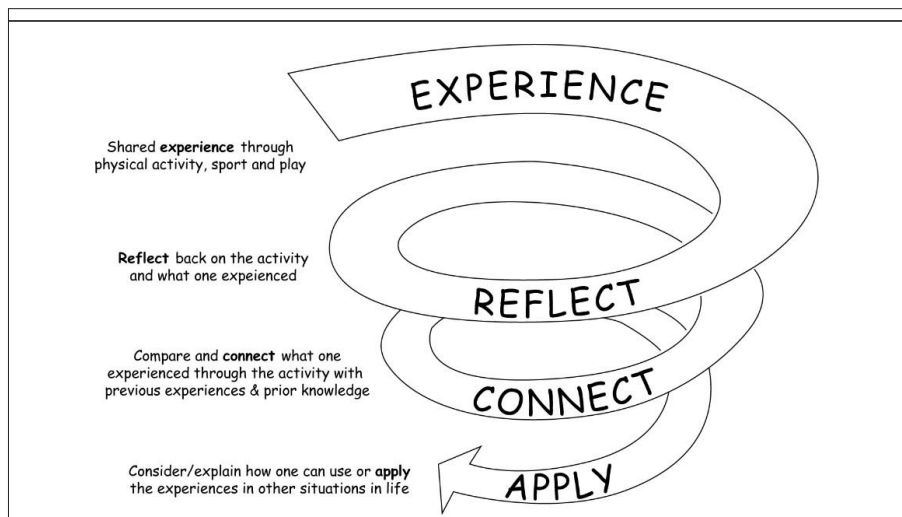 EXPERIENCE
Shared experience through
physical activity, sport and play
Reflect back on the activity
and what one expeienced
REFLECT
Compare and connect what one
experienced through the activity with
previous experiences & prior knowledge
CONNECT
Consider/explain how one can use or apply
the experiences in other situations in life
APPLY